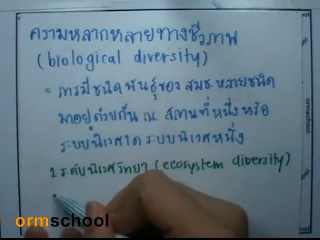 ความหลากหลายทางชีวภาพ
(biological diversity)
= การมีชนิดพันธุ์ของ สมช. หลายชนิด
มาอยู่ด้วยกัน ณ สถานที่หนึ่ง หรือ
ระบบนิเวศใดระบบนิเวศหนึ่ง
1 ระดับนิเวศวิทยา (ecosystem diversity)
ormschool
ormschool